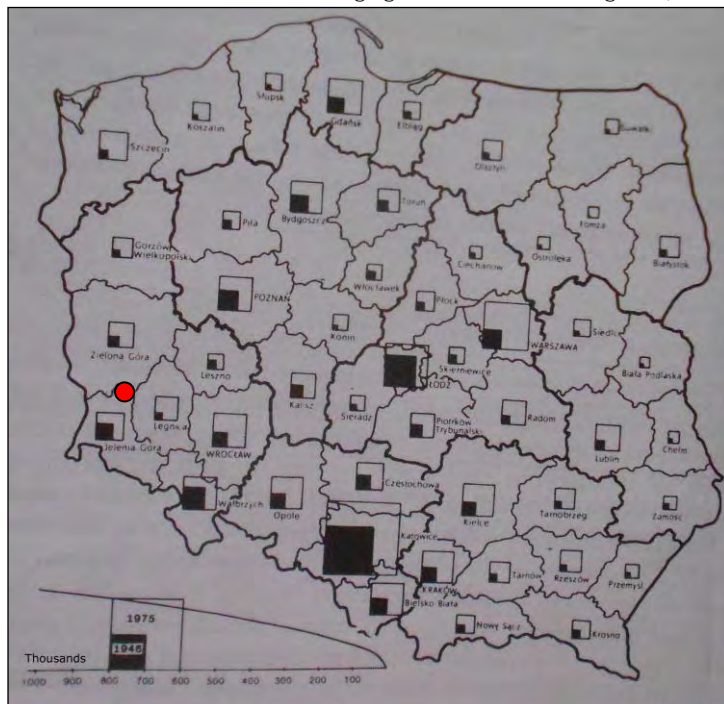 Słupsk
Koszalin
Gdańsk
Elbląg
Suwałki
Szczecin
Olsztyn
Piła
Bydgoszcz
Toruń
Łomża
Gorzów
Wielkopolski
Włocławek
Ciechanów
Ostrołęka
Białystok
POZNAŃ
Płock
Konin
WARSZAWA
Siedlce
Zielona Góra
Leszno
Skierniewice
Biała Podlaska
ŁÓDŹ
Kalisz
Sieradz
Legnica
Piotrków
Trybunalski
Radom
Jelenia Góra
WROCŁAW
Lublin
Chełm
Wałbrzych
Opole
Częstochowa
Kielce
Tarnobrzeg
Zamość
Katowice
KRAKÓW
Tarnów
Rzeszów
Przemyśl
Bielsko-Biała
Nowy Sącz
Krosno
1975
1946
Thousands
1000 900 800 700 600 500 400 300 200 100